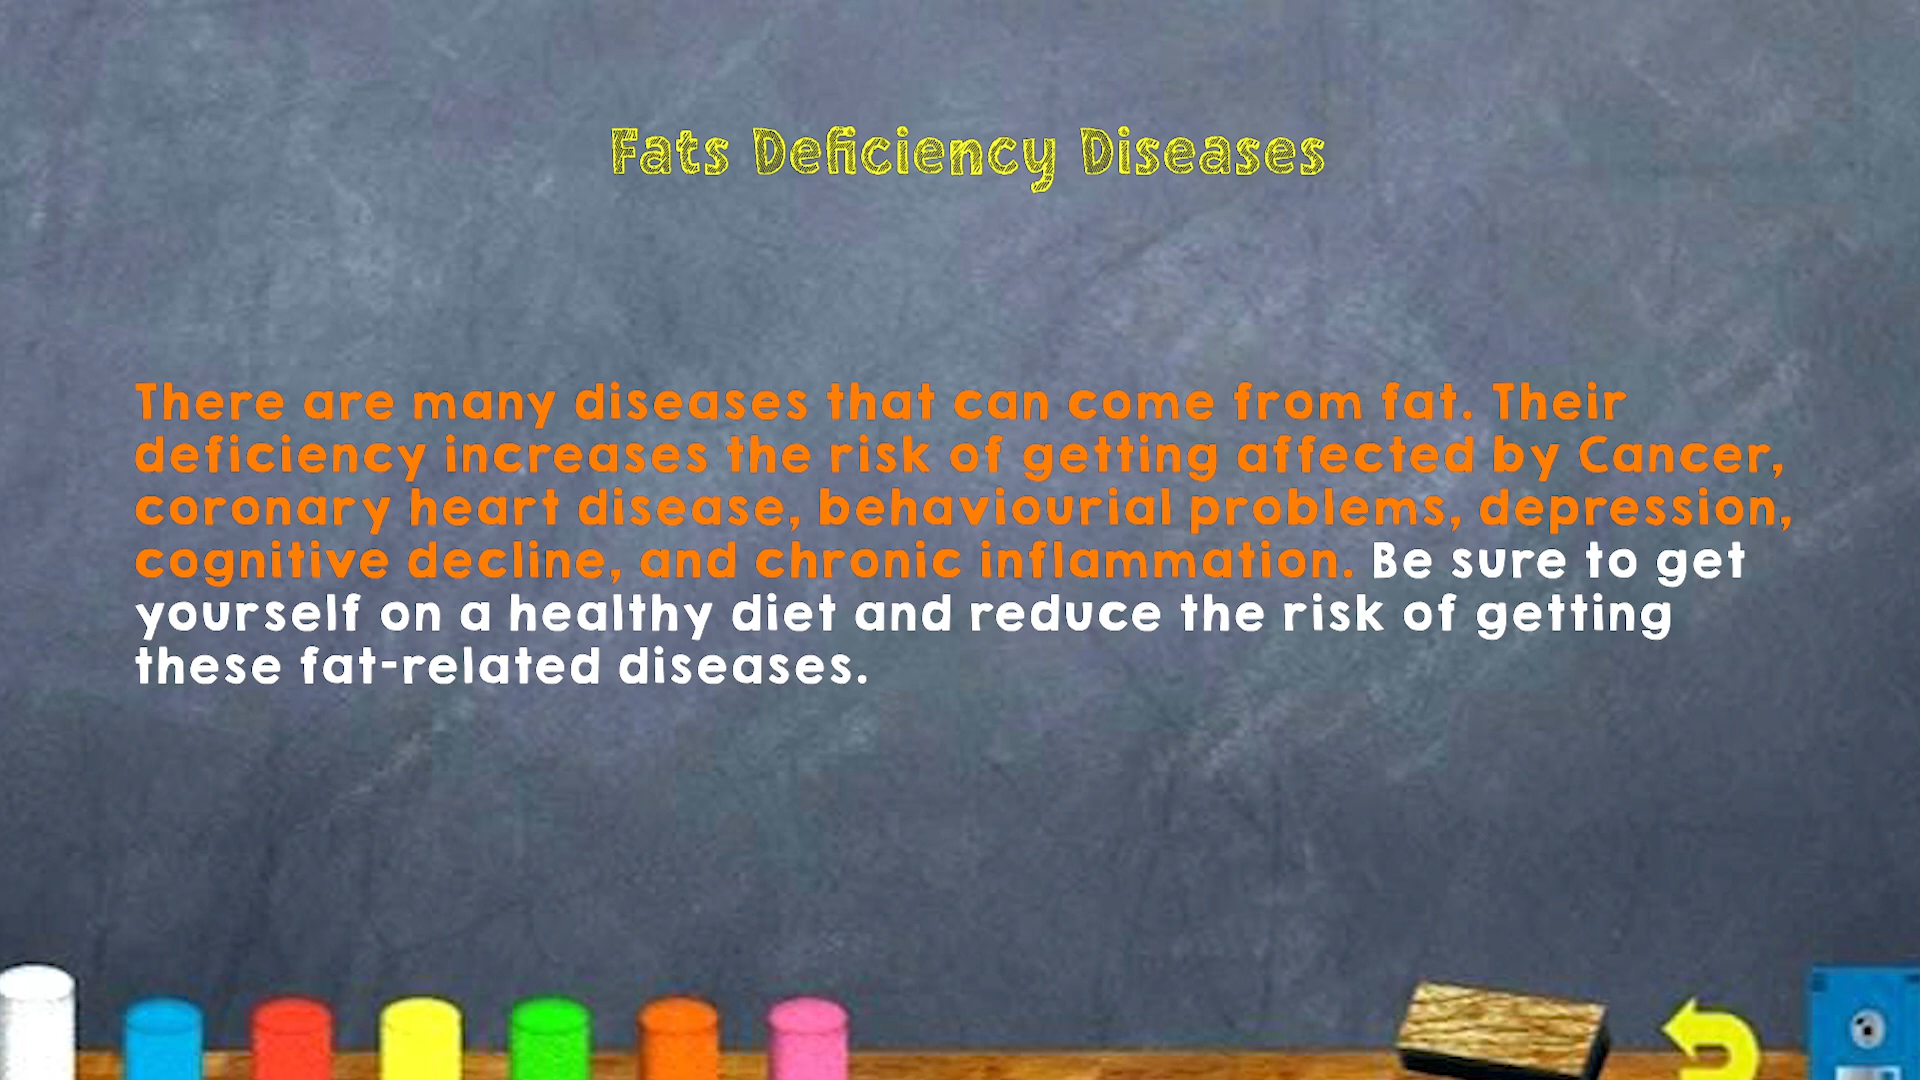 Fats Deficiency Diseases
There are many diseases that can come from fat. Their
deficiency increases the risk of getting affected by Cancer,
coronary heart disease, behaviourial problems, depression,
cognitive decline, and chronic inflammation. Be sure to get
yourself on a healthy diet and reduce the risk of getting
these fat-related diseases.